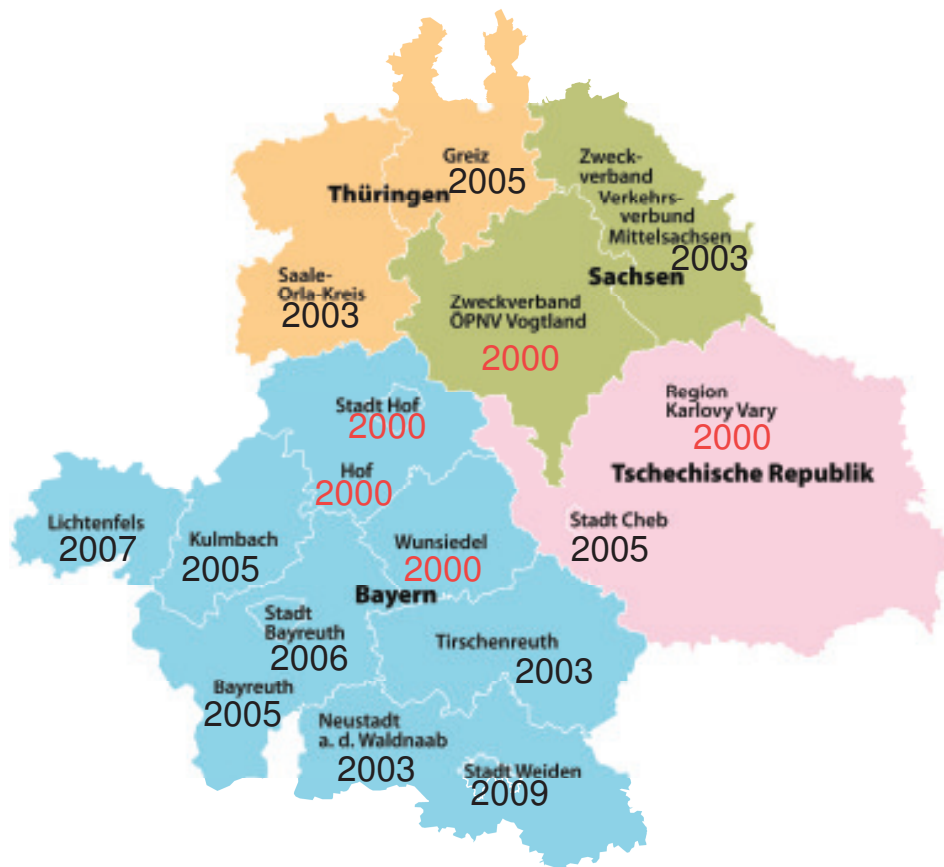 Greiz
2005
Thüringen
Zweck-
verband
Verkehrs-
verbund
Mittelsachsen
2003
Sachsen
Saale-
Orla-Kreis
2003
Zweckverband
ÖPNV Vogtland
2000
Region
Karlovy Vary
2000
Tschechische Republik
Stadt Hof
2000
Hof
2000
Lichtenfels
2007
Kulmbach
2005
Wunsiedel
2000
Stadt Cheb
2005
Bayern
Stadt
Bayreuth
2006
Tirschenreuth
2003
Bayreuth
2005
Neustadt
a. d. Waldnaab
2003
Stadt Weiden
2009